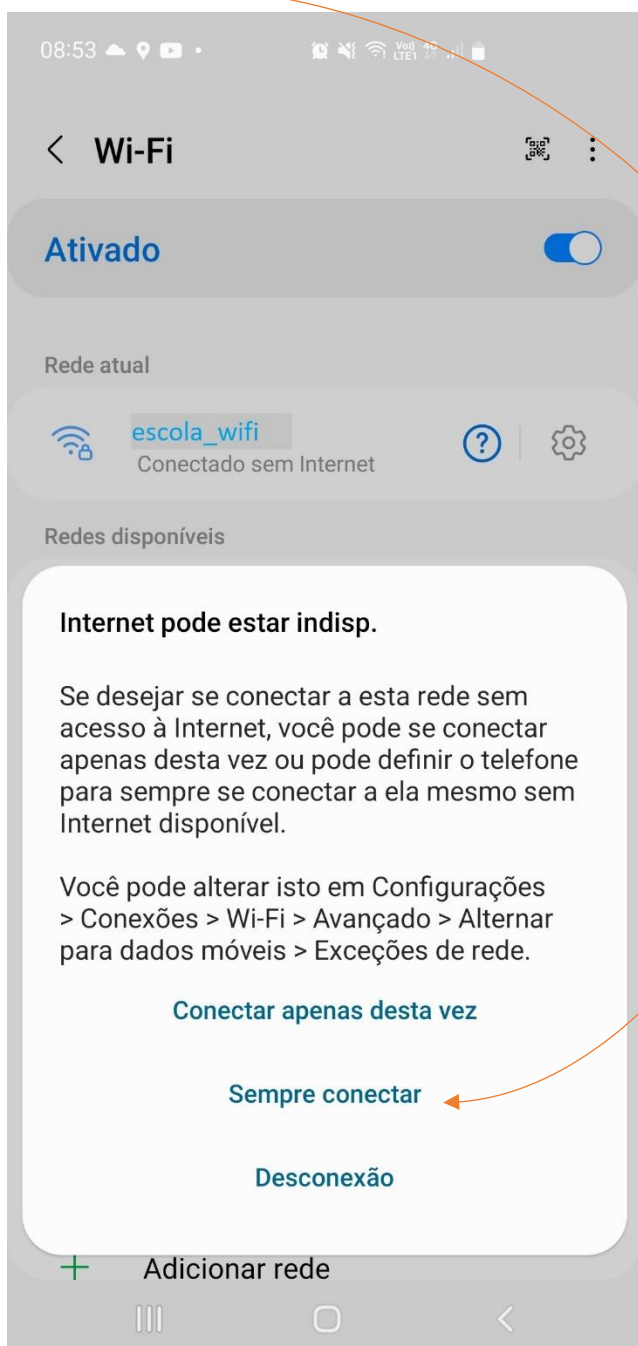 08:53
Vo)) 4G
LTE1
Wi-Fi
Ativado
Rede atual
escola_wifi
Conectado sem Internet
Redes disponíveis
Internet pode estar indisp.
Se desejar se conectar a esta rede sem
acesso à Internet, você pode se conectar
apenas desta vez ou pode definir o telefone
para sempre se conectar a ela mesmo sem
Internet disponível.
Você pode alterar isto em Configurações
> Conexões > Wi-Fi > Avançado > Alternar
para dados móveis > Exceções de rede.
Conectar apenas desta vez
Sempre conectar
Desconexão
Adicionar rede